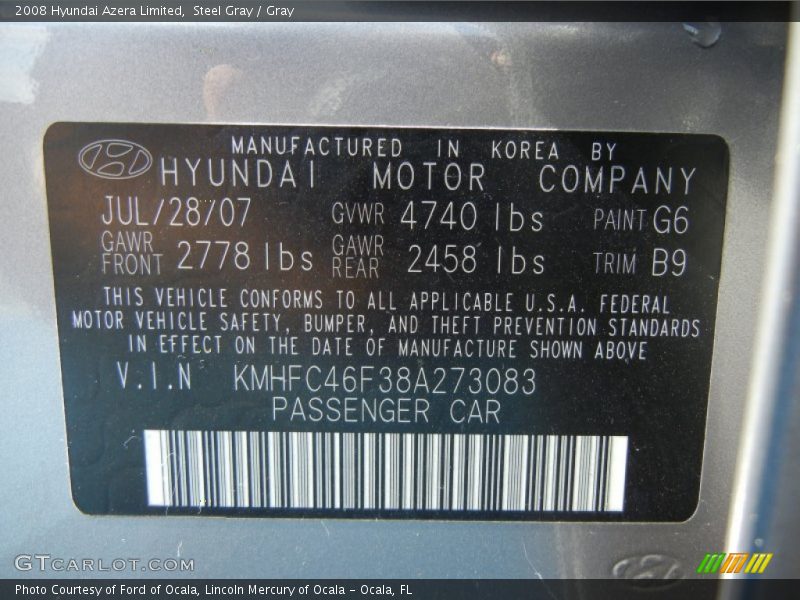 2008 Hyundai Azera Limited, Steel Gray / Gray
MANUFACTURED IN KOREA BY
HYUNDAI MOTOR COMPANY
JUL/28/07 GVWR 4740 lbs PAINT G6
GAWR FRONT 2778 lbs GAWR REAR 2458 lbs TRIM B9
THIS VEHICLE CONFORMS TO ALL APPLICABLE U.S.A. FEDERAL
MOTOR VEHICLE SAFETY, BUMPER, AND THEFT PREVENTION STANDARDS
IN EFFECT ON THE DATE OF MANUFACTURE SHOWN ABOVE
V.I.N KMHFC46F38A273083
PASSENGER CAR
GTCARLOT.COM
Photo Courtesy of Ford of Ocala, Lincoln Mercury of Ocala - Ocala, FL